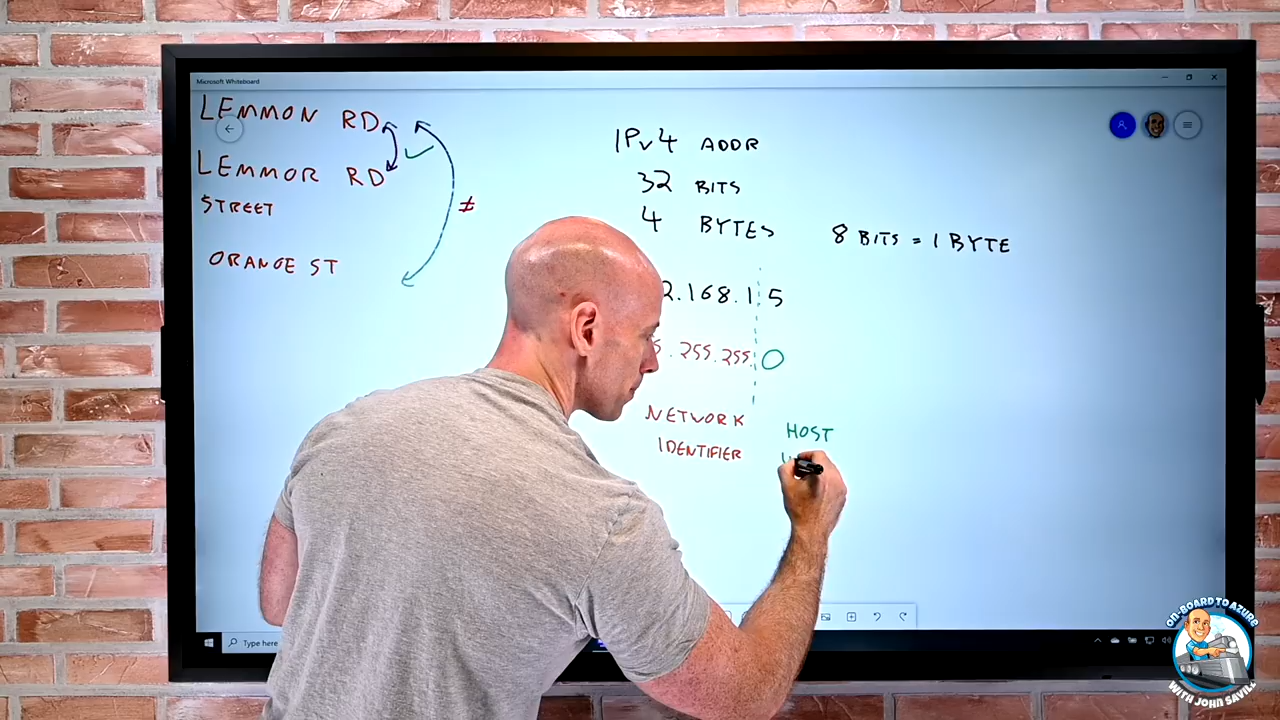 Microsoft Whiteboard
LEMMON RD
LEMMOR RD
STREET
ORANGE ST
≠
IPv4 ADDR
32 BITS
4 BYTES
8 BITS = 1 BYTE
2.168.1.5
. 255.255.0
NETWORK
IDENTIFIER
HOST
Type here
ON-BOARD TO AZURE
WITH JOHN SAVILL